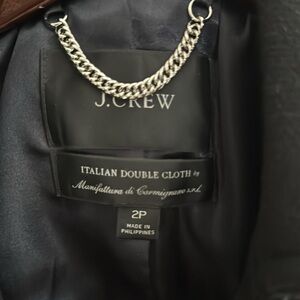 J.CREW
ITALIAN DOUBLE CLOTH by
Manifattura di Carmignano s.r.l.
2P
MADE IN
PHILIPPINES